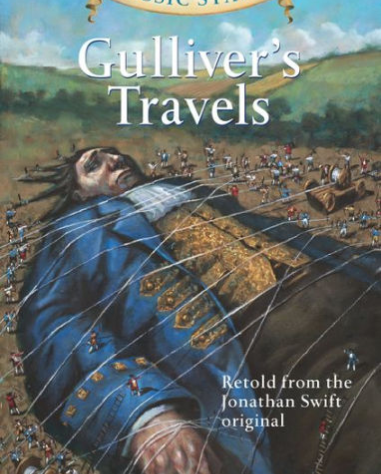 Gulliver's
Travels
Retold from the
Jonathan Swift
original